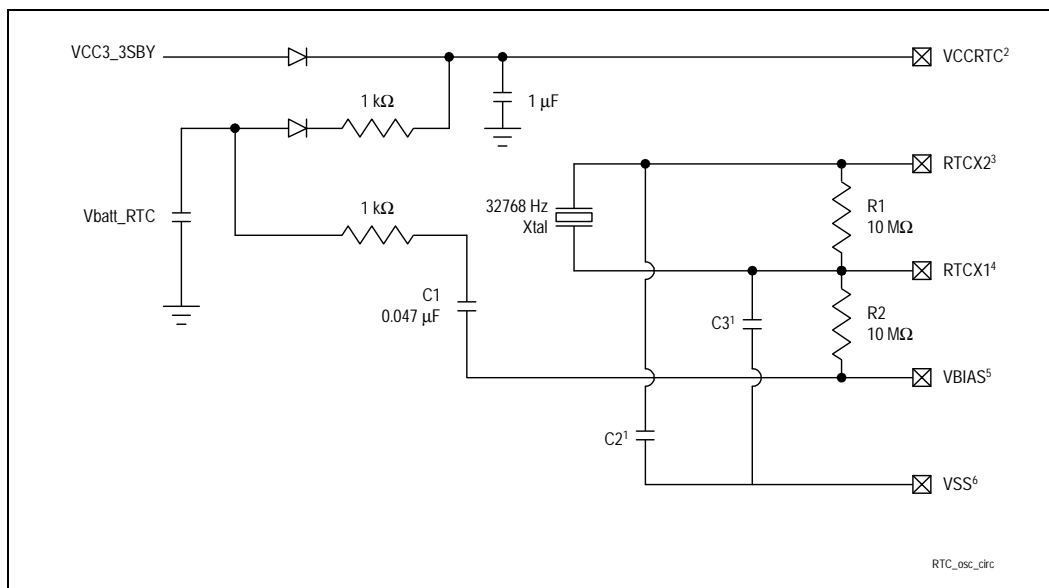 VCC3_3SBY
VCCRTC²
1 kΩ
1 µF
RTCX2³
Vbatt_RTC
1 kΩ
32768 Hz
Xtal
R1
10 MΩ
RTCX1⁴
C1
0.047 µF
C3¹
R2
10 MΩ
VBIAS⁵
C2¹
VSS⁶
RTC_osc_circ